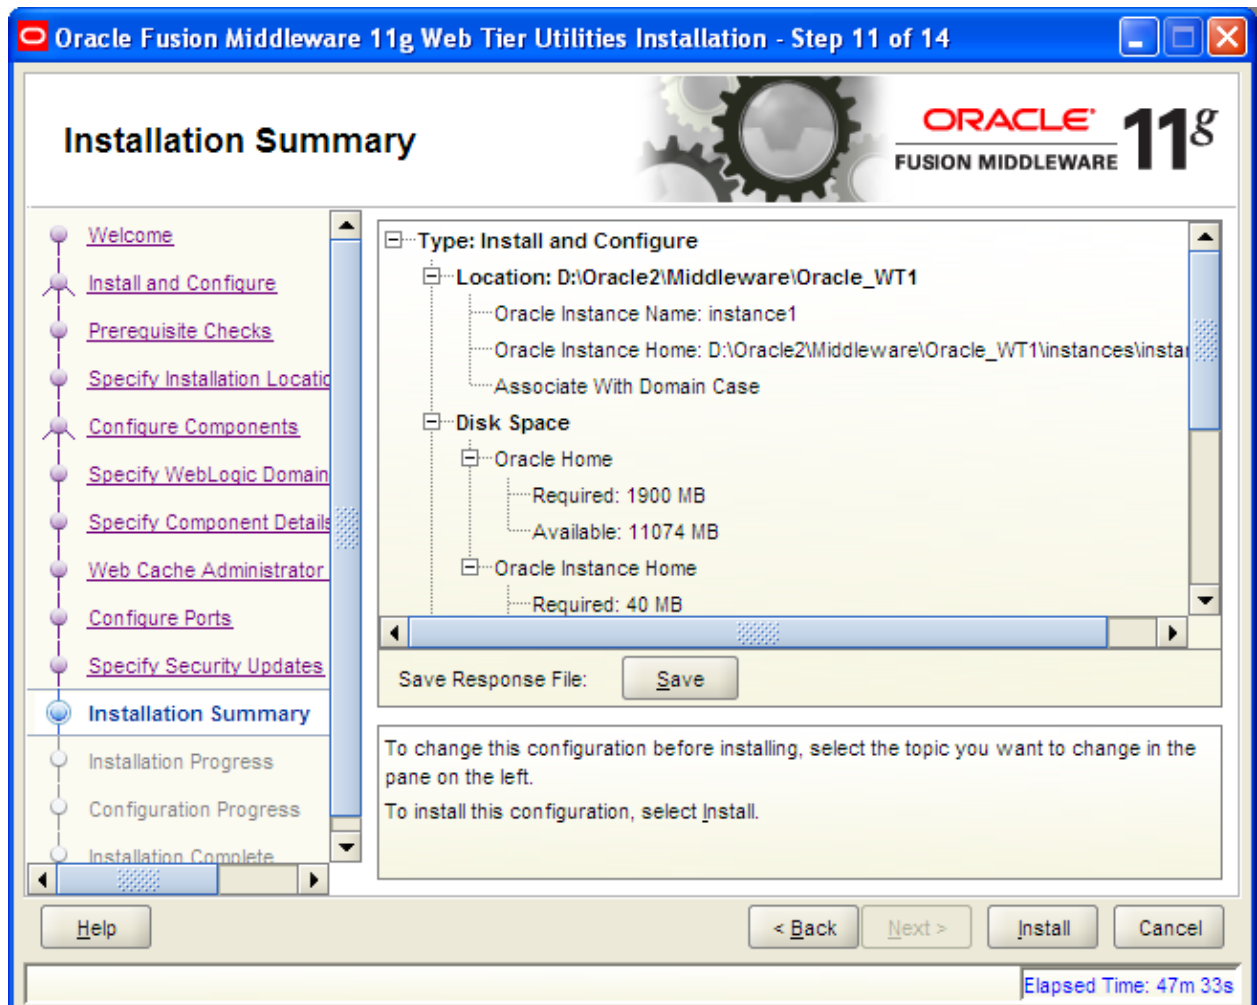 Oracle Fusion Middleware 11g Web Tier Utilities Installation - Step 11 of 14
Installation Summary
ORACLE
FUSION MIDDLEWARE
11g
Welcome
Install and Configure
Prerequisite Checks
Specify Installation
Configure Components
Specify WebLogic Domain
Specify Component Details
Web Cache Administrator
Configure Ports
Specify Security Updates
Installation Summary
Installation Progress
Configuration Progress
Installation Complete
Type: Install and Configure
Location: D:\Oracle2\Middleware\Oracle_WT1
Oracle Instance Name: instance1
Oracle Instance Home: D:\Oracle2\Middleware\Oracle_WT1\instances\insta
Associate With Domain Case
Disk Space
Oracle Home
Required: 1900 MB
Available: 11074 MB
Oracle Instance Home
Required: 40 MB
Save Response File:
Save
To change this configuration before installing, select the topic you want to change in the
pane on the left.
To install this configuration, select Install.
Help
< Back
Next >
Install
Cancel
Elapsed Time: 47m 33s